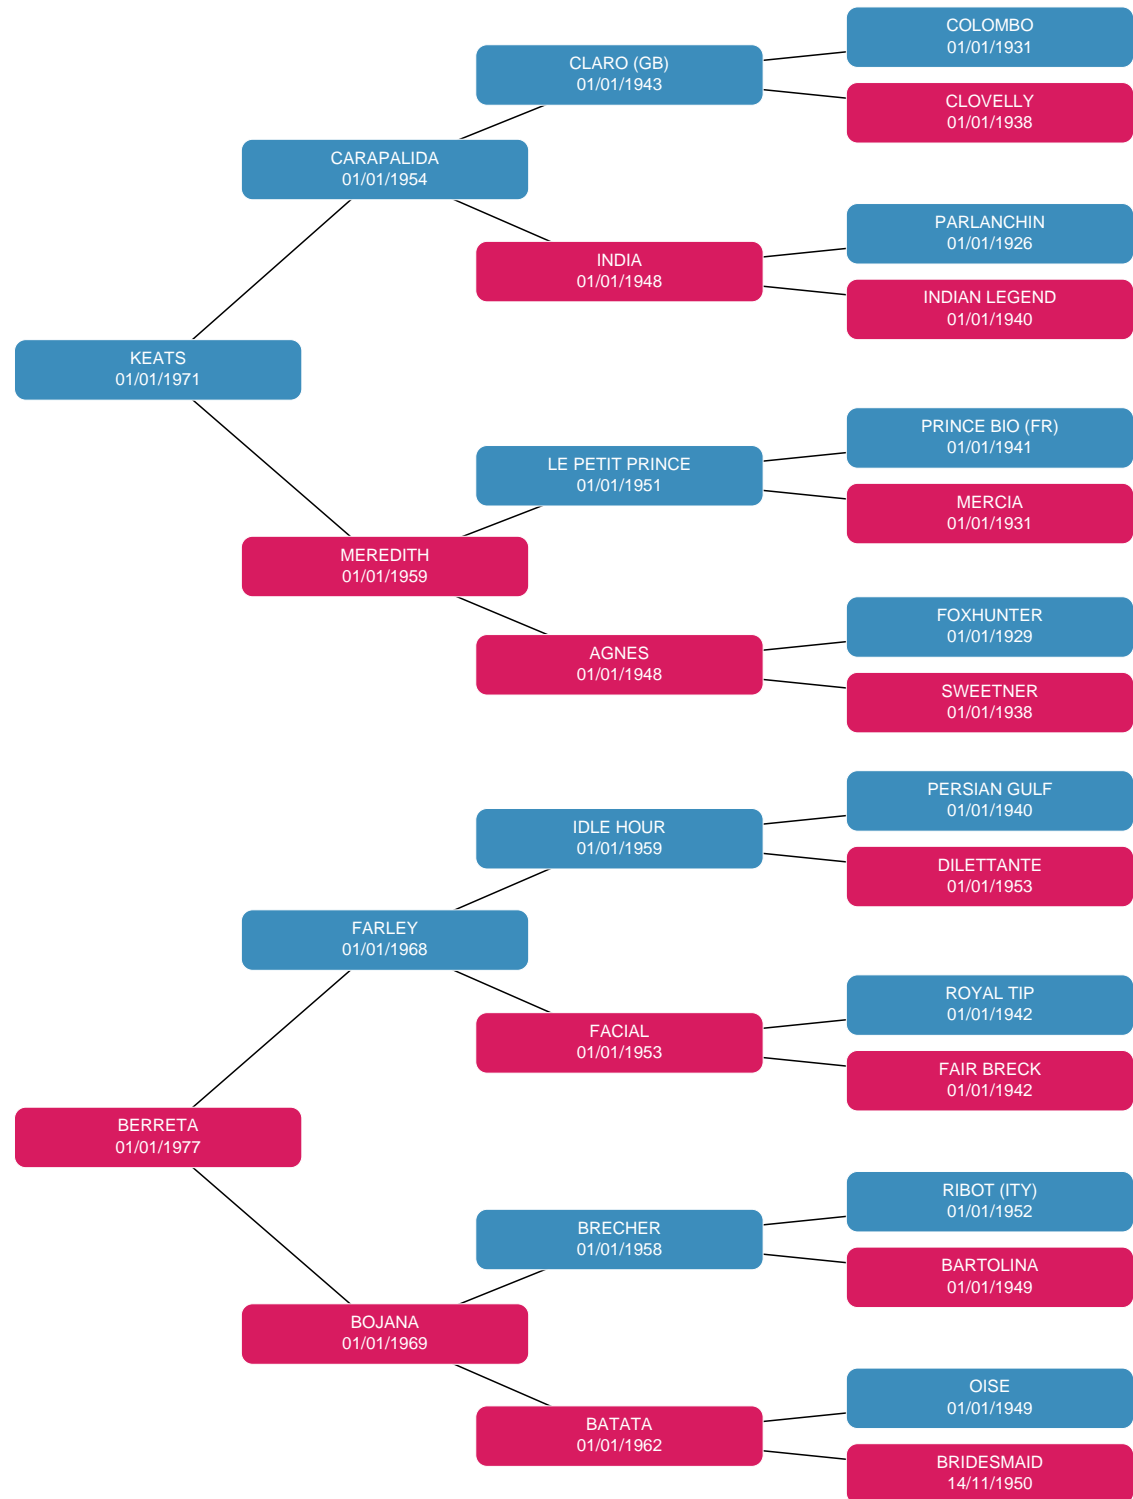 COLOMBO
01/01/1931
CLARO (GB)
01/01/1943
CLOVELLY
01/01/1938
CARAPALIDA
01/01/1954
PARLANCHIN
01/01/1926
INDIA
01/01/1948
INDIAN LEGEND
01/01/1940
KEATS
01/01/1971
PRINCE BIO (FR)
01/01/1941
LE PETIT PRINCE
01/01/1951
MERCIA
01/01/1931
MEREDITH
01/01/1959
FOXHUNTER
01/01/1929
AGNES
01/01/1948
SWEETNER
01/01/1938
PERSIAN GULF
01/01/1940
IDLE HOUR
01/01/1959
DILETTANTE
01/01/1953
FARLEY
01/01/1968
ROYAL TIP
01/01/1942
FACIAL
01/01/1953
FAIR BRECK
01/01/1942
BERRETA
01/01/1977
RIBOT (ITY)
01/01/1952
BRECHER
01/01/1958
BARTOLINA
01/01/1949
BOJANA
01/01/1969
OISE
01/01/1949
BATATA
01/01/1962
BRIDESMAID
14/11/1950